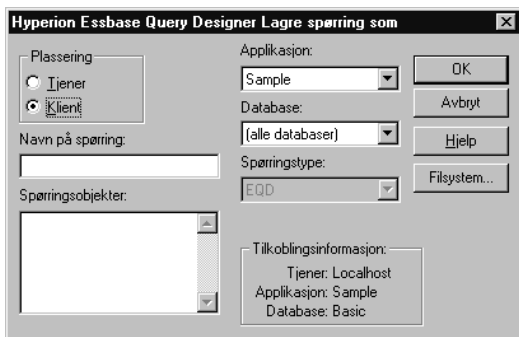 Hyperion Essbase Query Designer Lagre spørring som
Plassering
Tjener
Klient
Navn på spørring:
Spørringsobjekter:
Applikasjon:
Sample
Database:
(alle databaser)
Spørringstype:
EQD
Tilkoblingsinformasjon:
Tjener: Localhost
Applikasjon: Sample
Database: Basic
OK
Avbryt
Hjelp
Filsystem...